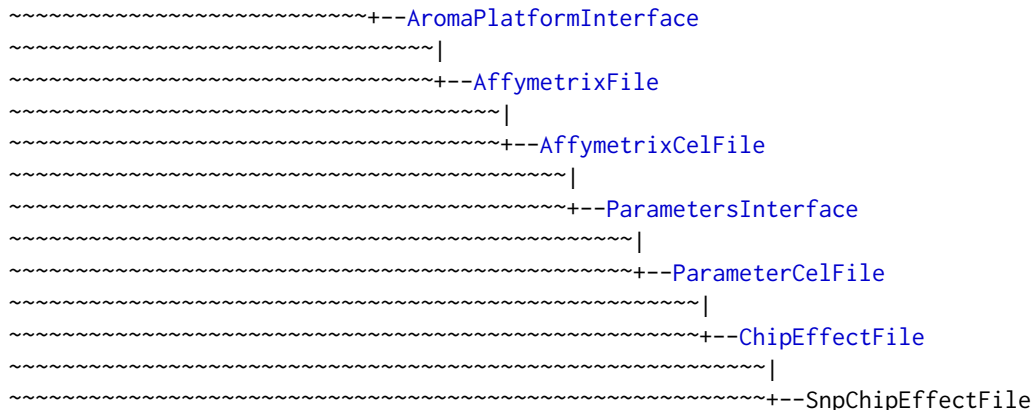 ~~~~~~~~~~~~~~~~~~~~~~~~~~~+--AromaPlatformInterface
~~~~~~~~~~~~~~~~~~~~~~~~~~~~~~~~|
~~~~~~~~~~~~~~~~~~~~~~~~~~~~~~~~+--AffymetrixFile
~~~~~~~~~~~~~~~~~~~~~~~~~~~~~~~~~~~~~|
~~~~~~~~~~~~~~~~~~~~~~~~~~~~~~~~~~~~~+--AffymetrixCelFile
~~~~~~~~~~~~~~~~~~~~~~~~~~~~~~~~~~~~~~~~~~|
~~~~~~~~~~~~~~~~~~~~~~~~~~~~~~~~~~~~~~~~~~+--ParametersInterface
~~~~~~~~~~~~~~~~~~~~~~~~~~~~~~~~~~~~~~~~~~~~~~~|
~~~~~~~~~~~~~~~~~~~~~~~~~~~~~~~~~~~~~~~~~~~~~~~+--ParameterCelFile
~~~~~~~~~~~~~~~~~~~~~~~~~~~~~~~~~~~~~~~~~~~~~~~~~~~~|
~~~~~~~~~~~~~~~~~~~~~~~~~~~~~~~~~~~~~~~~~~~~~~~~~~~~+--ChipEffectFile
~~~~~~~~~~~~~~~~~~~~~~~~~~~~~~~~~~~~~~~~~~~~~~~~~~~~~~~~~|
~~~~~~~~~~~~~~~~~~~~~~~~~~~~~~~~~~~~~~~~~~~~~~~~~~~~~~~~~+--SnpChipEffectFile